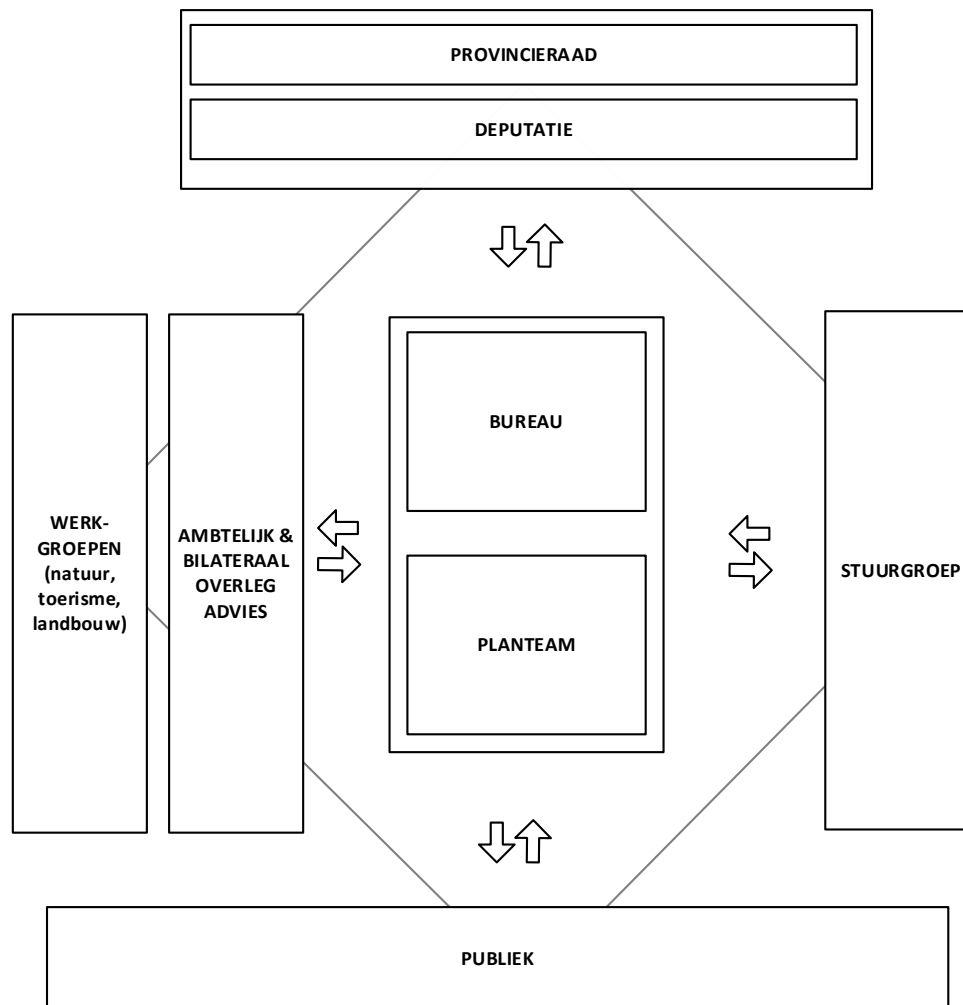 PROVINCIERAAD
DEPUTATIE
BUREAU
WERK-
GROEPEN
(natuur,
toerisme,
landbouw)
AMBTELIJK &
BILATERAAL
OVERLEG
ADVIES
STUURGROEP
PLANTEAM
PUBLIEK